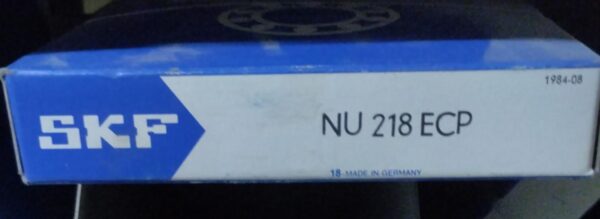 1984-08
SKF
NU 218 ECP
18 MADE IN GERMANY